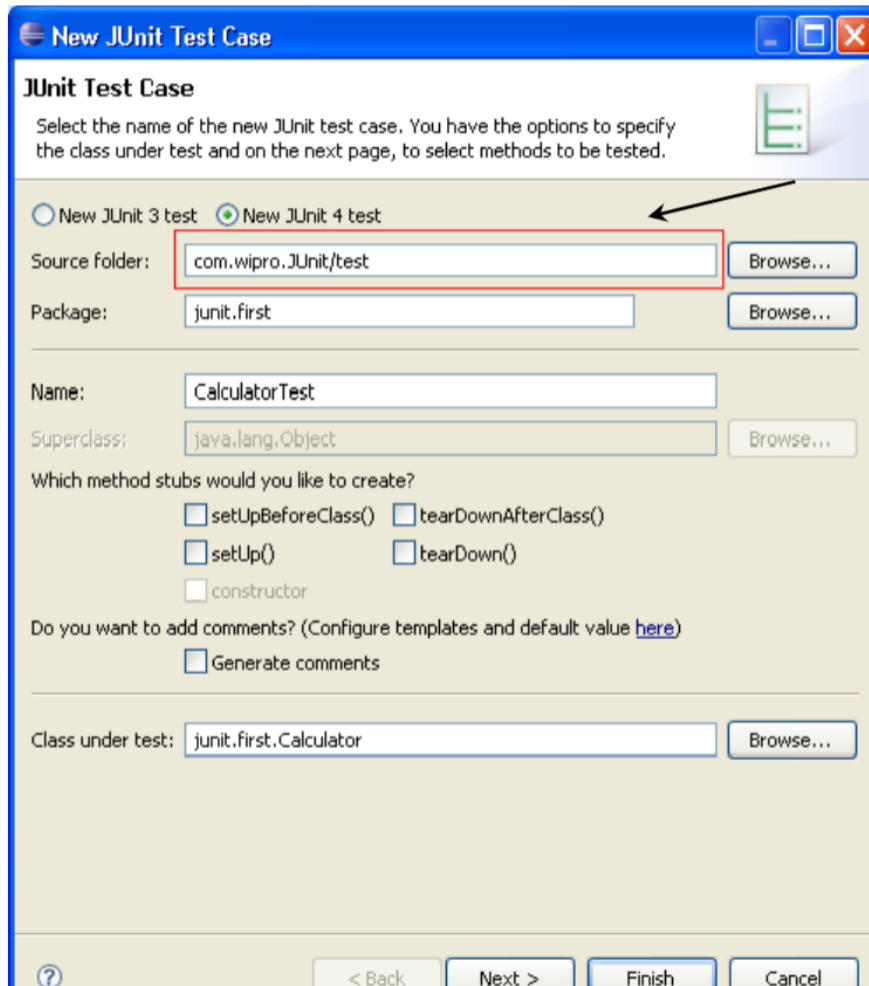 New JUnit Test Case
JUnit Test Case
Select the name of the new JUnit test case. You have the options to specify
the class under test and on the next page, to select methods to be tested.
New JUnit 3 test New JUnit 4 test
Source folder: com.wipro.JUnit/test Browse...
Package: junit.first Browse...
Name: CalculatorTest
Superclass: java.lang.Object Browse...
Which method stubs would you like to create?
setUpBeforeClass() tearDownAfterClass()
setUp() tearDown()
constructor
Do you want to add comments? (Configure templates and default value here)
Generate comments
Class under test: junit.first.Calculator Browse...
? < Back Next > Finish Cancel